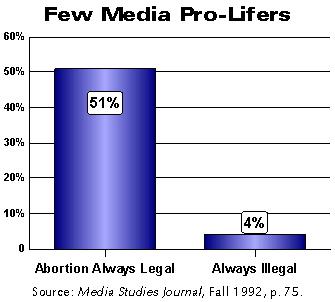 Few Media Pro-Lifers
60%
50%
40%
30%
20%
10%
0
51%
4%
Abortion Always Legal
Always Illegal
Source: Media Studies Journal, Fall 1992, p.75.